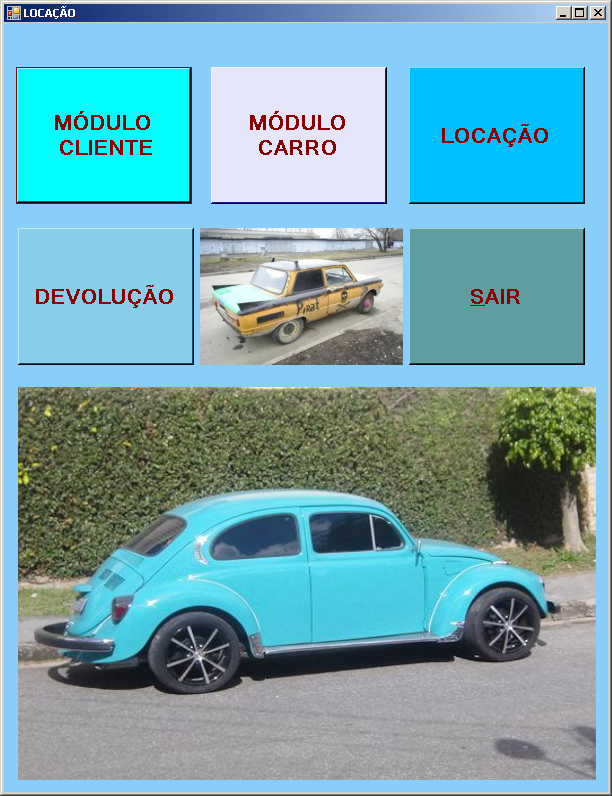 LOCAÇÃO
MÓDULO
CLIENTE
MÓDULO
CARRO
LOCAÇÃO
DEVOLUÇÃO
Pirat
SAIR